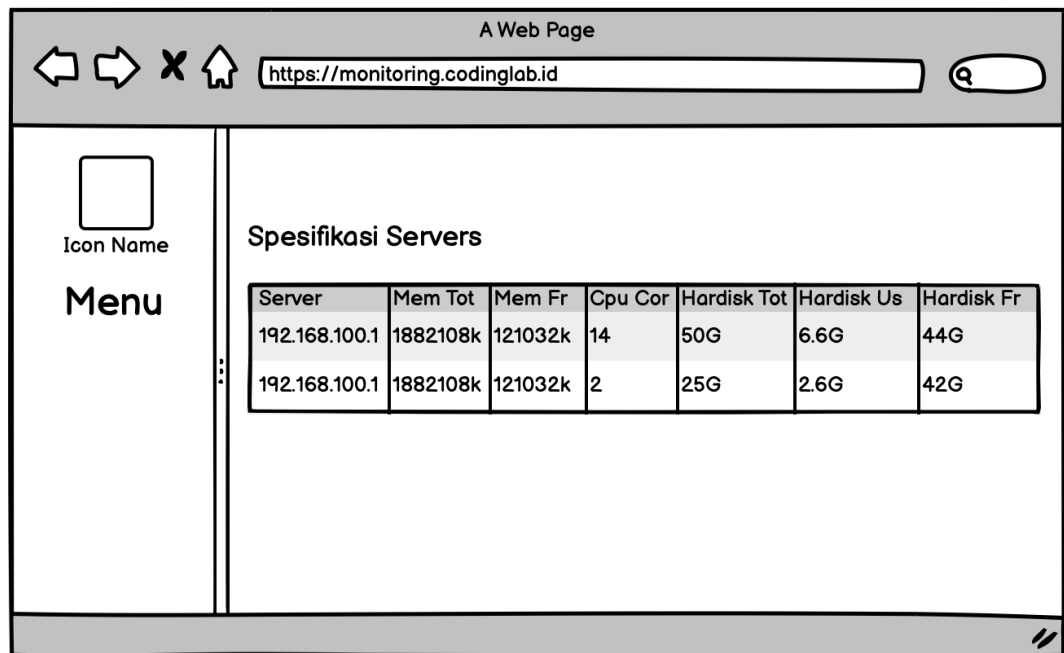 A Web Page
https://monitoring.codinglab.id
Icon Name
Menu
Spesifikasi Servers
Server Mem Tot Mem Fr Cpu Cor Hardisk Tot Hardisk Us Hardisk Fr
192.168.100.1 1882108k 121032k 14 50G 6.6G 44G
192.168.100.1 1882108k 121032k 2 25G 2.6G 42G